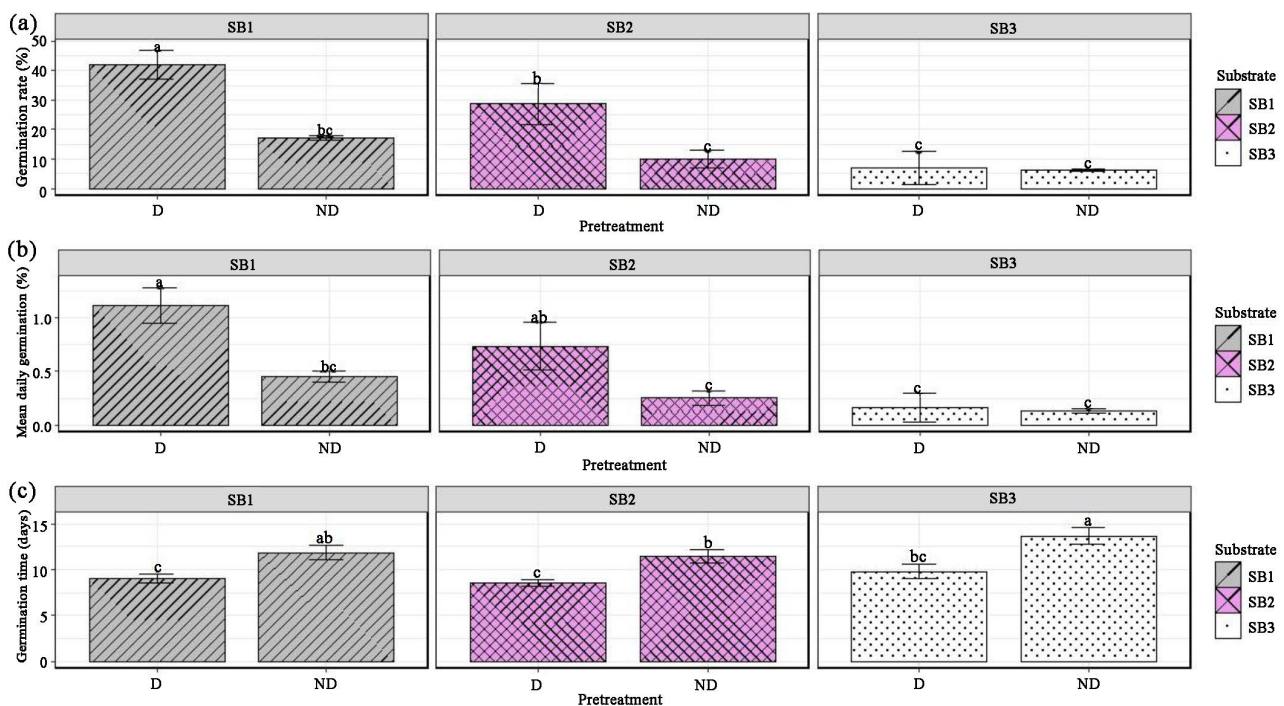 (a)
SB1
SB2
SB3
Germination rate (%)
50
40
30
20
10
0
a
bc
b
c
c
c
D
ND
D
ND
D
ND
Pretreatment
Substrate
SB1
SB2
SB3
(b)
SB1
SB2
SB3
Mean daily germination (%)
1.0
0.5
0.0
a
bc
ab
c
c
c
D
ND
D
ND
D
ND
Pretreatment
Substrate
SB1
SB2
SB3
(c)
SB1
SB2
SB3
Germination time (days)
15
10
5
0
c
ab
c
b
bc
a
D
ND
D
ND
D
ND
Pretreatment
Substrate
SB1
SB2
SB3